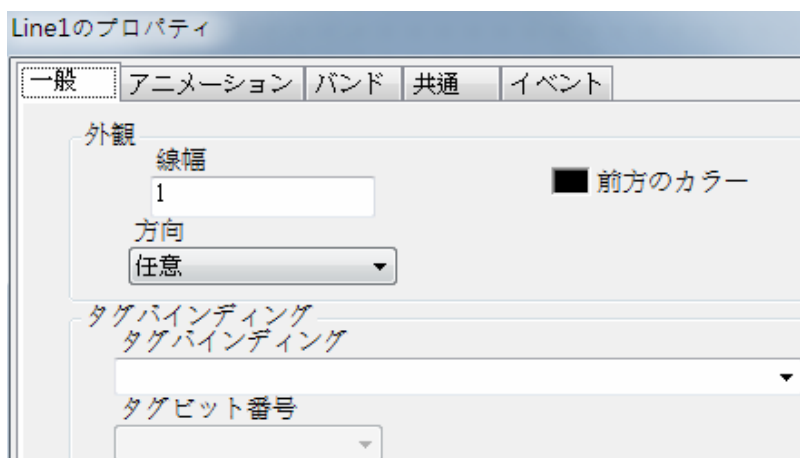 Line1のプロパティ
一般 アニメーション バンド 共通 イベント
外観
線幅
1
前方のカラー
方向
任意
タグバインディング
タグバインディング
タグビット番号